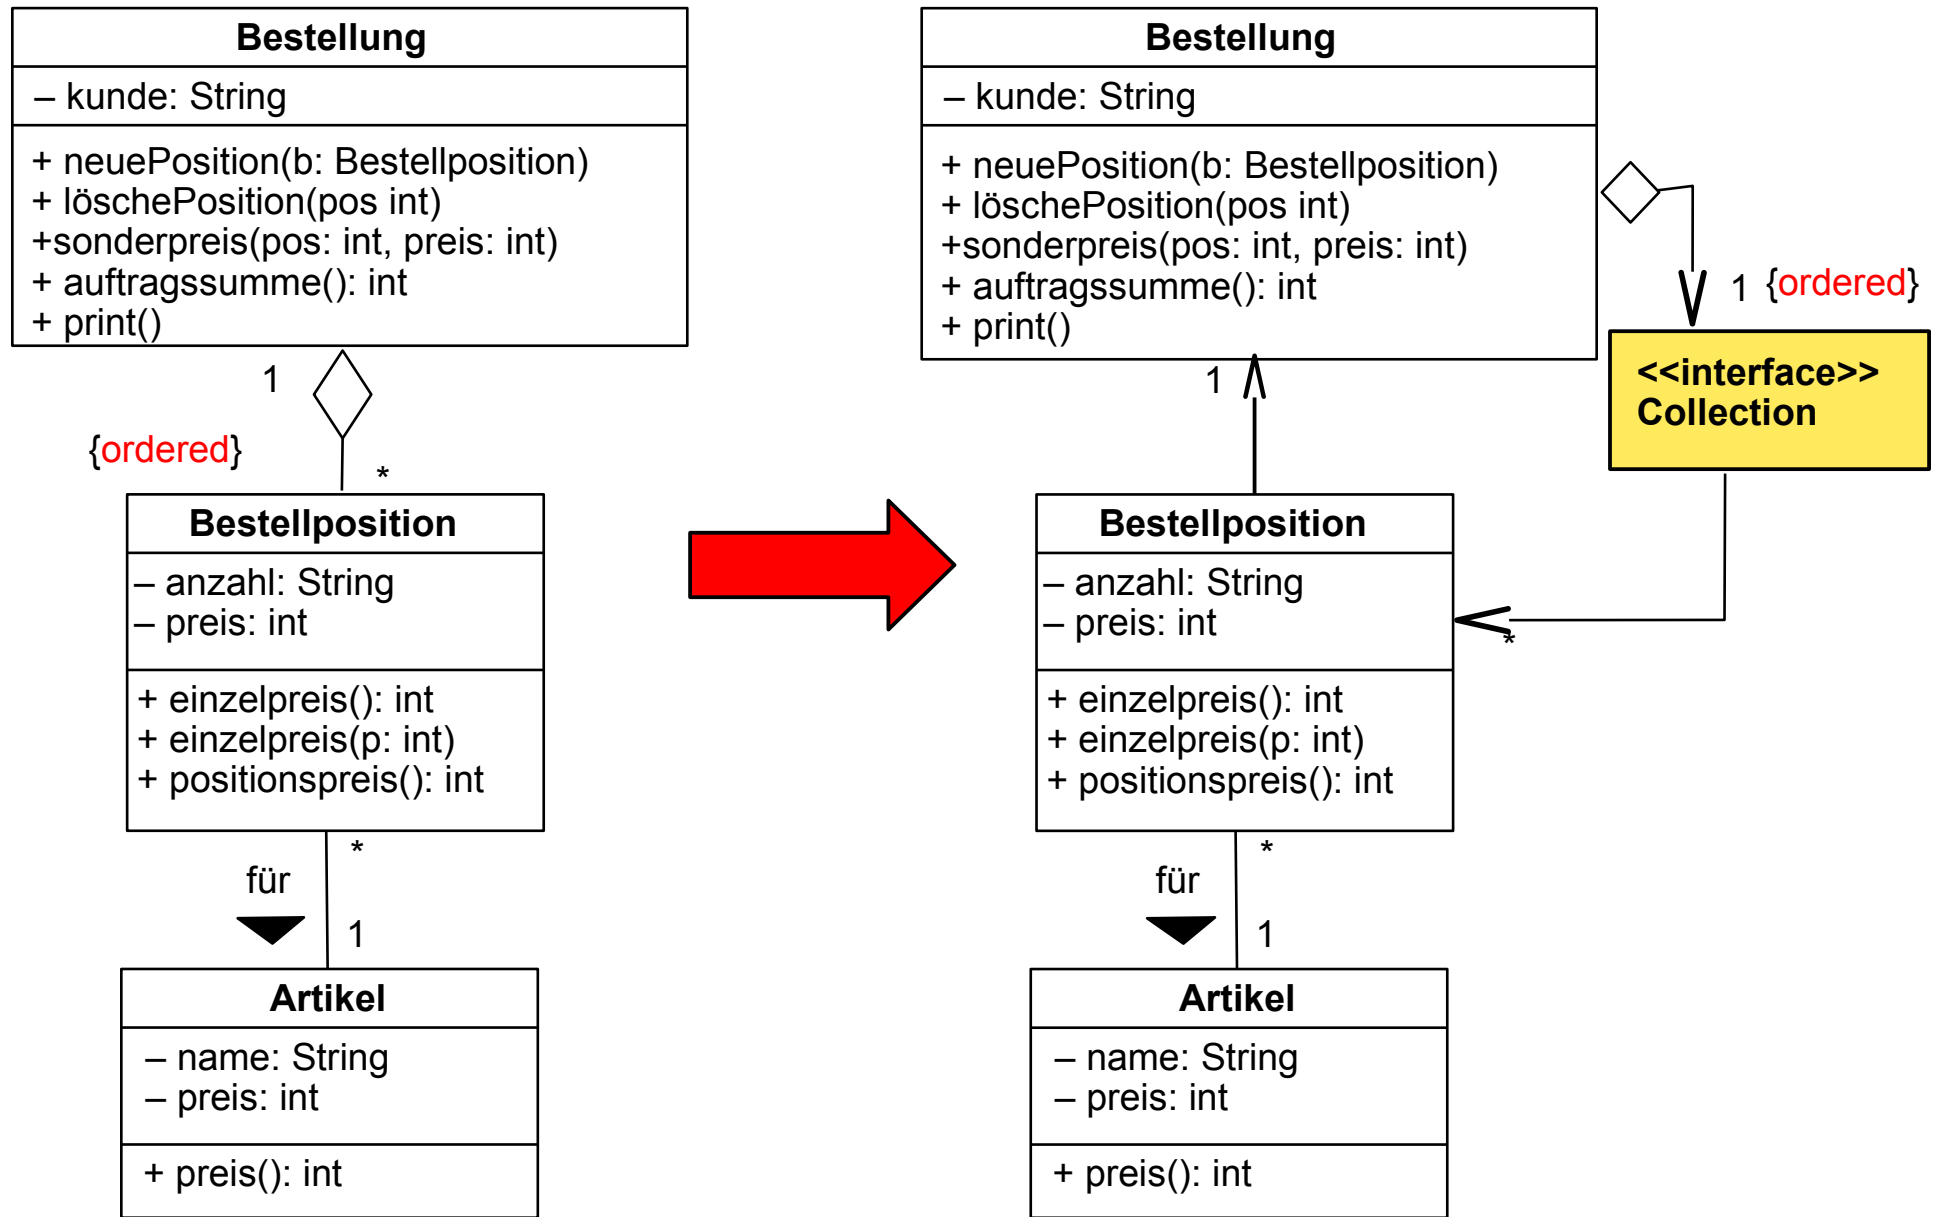 Bestellung
– kunde: String
+ neuePosition(b: Bestellposition)
+ löschePosition(pos int)
+sonderpreis(pos: int, preis: int)
+ auftragssumme(): int
+ print()
1
{ordered}
*
Bestellposition
– anzahl: String
– preis: int
+ einzelpreis(): int
+ einzelpreis(p: int)
+ positionspreis(): int
*
für
1
Artikel
– name: String
– preis: int
+ preis(): int
Bestellung
– kunde: String
+ neuePosition(b: Bestellposition)
+ löschePosition(pos int)
+sonderpreis(pos: int, preis: int)
+ auftragssumme(): int
+ print()
1 {ordered}
<<interface>>
Collection
1
Bestellposition
– anzahl: String
– preis: int
*
+ einzelpreis(): int
+ einzelpreis(p: int)
+ positionspreis(): int
*
für
1
Artikel
– name: String
– preis: int
+ preis(): int